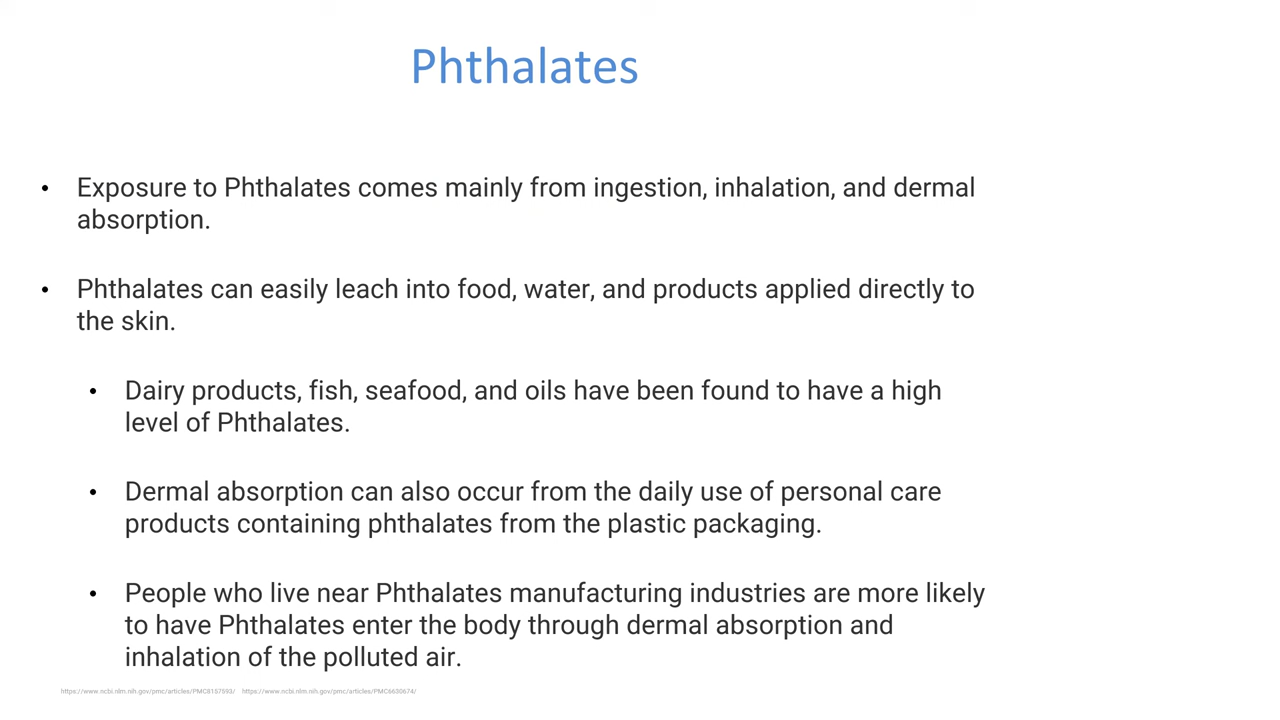 Phthalates
• Exposure to Phthalates comes mainly from ingestion, inhalation, and dermal
absorption.
• Phthalates can easily leach into food, water, and products applied directly to
the skin.
• Dairy products, fish, seafood, and oils have been found to have a high
level of Phthalates.
• Dermal absorption can also occur from the daily use of personal care
products containing phthalates from the plastic packaging.
• People who live near Phthalates manufacturing industries are more likely
to have Phthalates enter the body through dermal absorption and
inhalation of the polluted air.
https://www.ncbi.nlm.nih.gov/pmc/articles/PMC8157593/ https://www.ncbi.nlm.nih.gov/pmc/articles/PMC6630674/